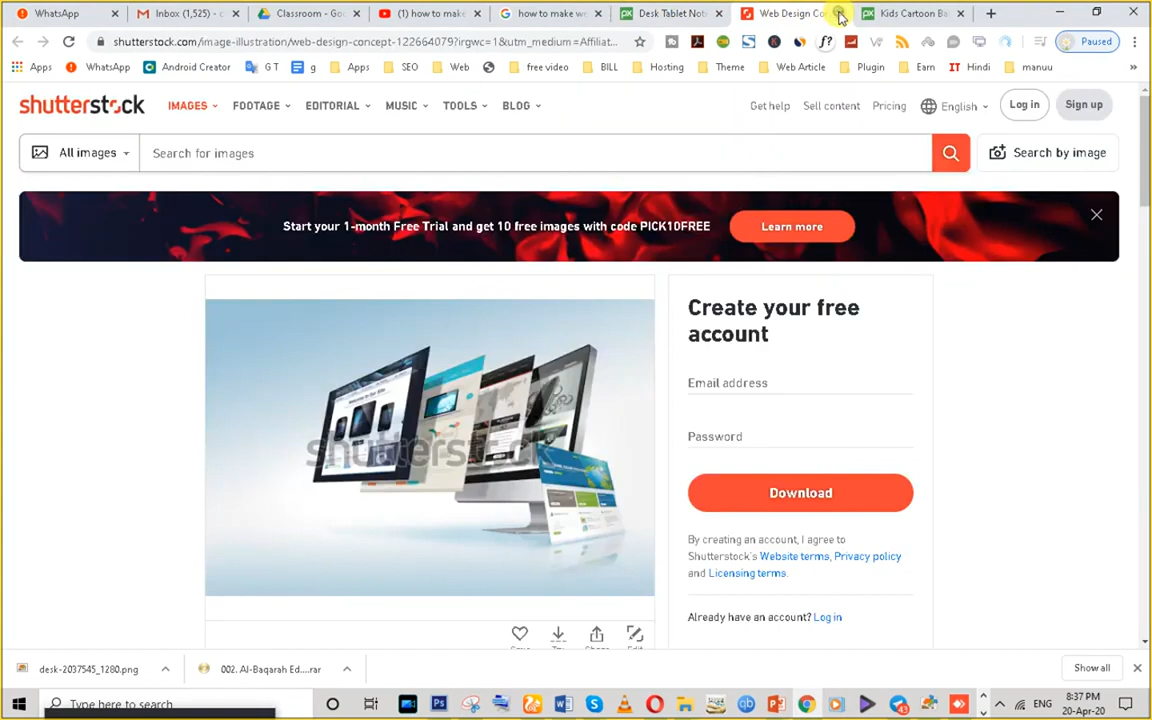 WhatsApp
Inbox (1,525) - c
Classroom - Goo
(1) how to make
how to make we
Desk Tablet Not
Web Design Co
Kids Cartoon Ba
shutterstock.com/image-illustration/web-design-concept-122664079?irgwc=1&utm_medium=Affiliat...
Paused
Apps
WhatsApp
Android Creator
G T
g
Apps
SEO
Web
free video
BILL
Hosting
Theme
Web Article
Plugin
Earn
IT Hindi
manuu
shutterstock
IMAGES
FOOTAGE
EDITORIAL
MUSIC
TOOLS
BLOG
Get help
Sell content
Pricing
English
Log in
Sign up
All images
Search for images
Search by image
Start your 1-month Free Trial and get 10 free images with code PICK10FREE
Learn more
shutterstock
Create your free
account
Email address
Password
Download
By creating an account, I agree to
Shutterstock's Website terms, Privacy policy
and Licensing terms.
Already have an account? Log in
desk-2037545_1280.png
002. Al-Baqarah Ed....rar
Show all
Type here to search
43
ENG
8:37 PM
20-Apr-20